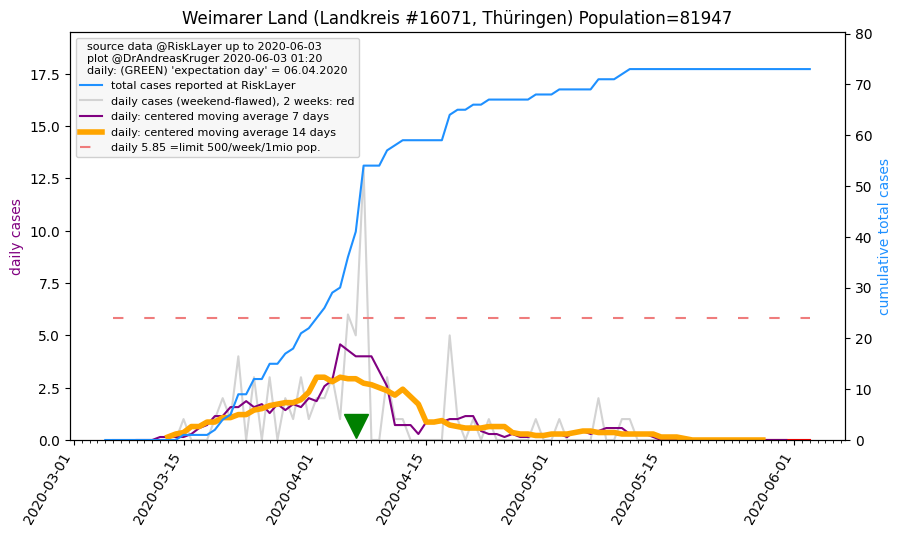 Weimarer Land (Landkreis #16071, Thüringen) Population=81947
source data @RiskLayer up to 2020-06-03
plot @DrAndreasKruger 2020-06-03 01:20
daily: (GREEN) 'expectation day' = 06.04.2020
total cases reported at RiskLayer
daily cases (weekend-flawed), 2 weeks: red
daily: centered moving average 7 days
daily: centered moving average 14 days
daily 5.85 =limit 500/week/1mio pop.
daily cases
17.5
15.0
12.5
10.0
7.5
5.0
2.5
0.0
80
70
60
50
40
30
20
10
0
cumulative total cases
2020-03-01
2020-03-15
2020-04-01
2020-04-15
2020-05-01
2020-05-15
2020-06-01